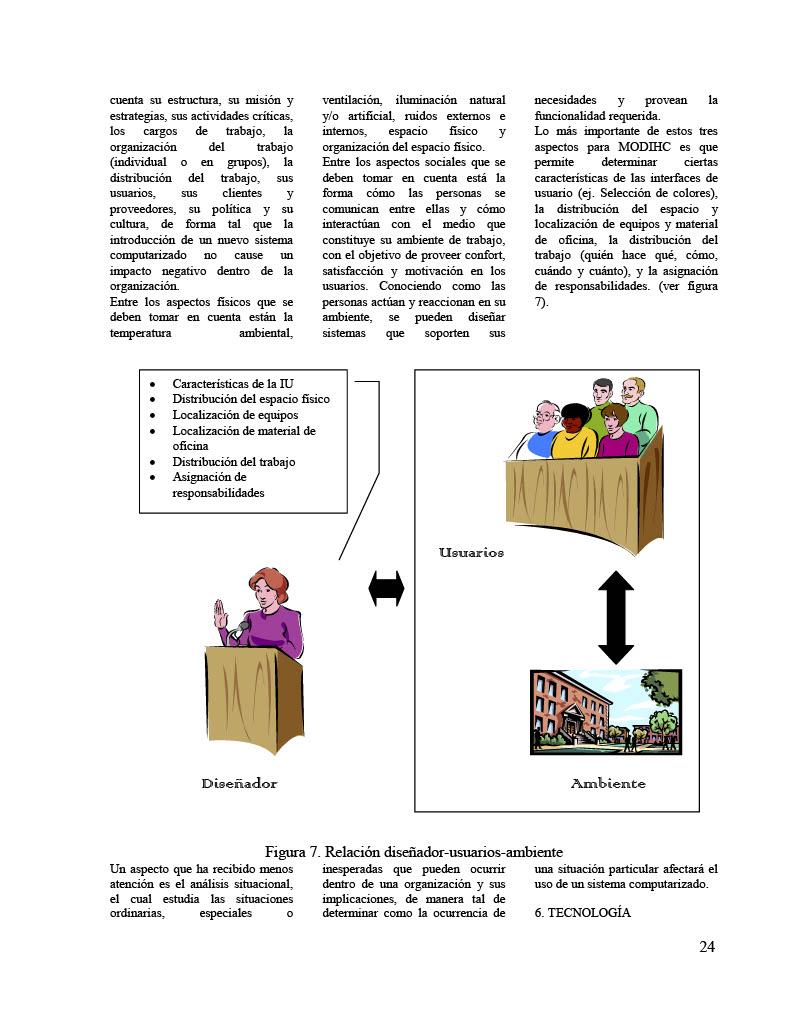 cuenta su estructura, su misión y
estrategias, sus actividades críticas,
los cargos de trabajo, la
organización del trabajo
(individual o en grupos), la
distribución del trabajo, sus
usuarios, sus clientes y
proveedores, su política y su
cultura, de forma tal que la
introducción de un nuevo sistema
computarizado no cause un
impacto negativo dentro de la
organización.
Entre los aspectos físicos que se
deben tomar en cuenta están la
temperatura ambiental,
ventilación, iluminación natural
y/o artificial, ruidos externos e
internos, espacio físico y
organización del espacio físico.
Entre los aspectos sociales que se
deben tomar en cuenta está la
forma cómo las personas se
comunican entre ellas y cómo
interactúan con el medio que
constituye su ambiente de trabajo,
con el objetivo de proveer confort,
satisfacción y motivación en los
usuarios. Conociendo como las
personas actúan y reaccionan en su
ambiente, se pueden diseñar
sistemas que soporten sus
necesidades y provean la
funcionalidad requerida.
Lo más importante de estos tres
aspectos para MODIHC es que
permite determinar ciertas
características de las interfaces de
usuario (ej. Selección de colores),
la distribución del espacio y
localización de equipos y material
de oficina, la distribución del
trabajo (quién hace qué, cómo,
cuándo y cuánto), y la asignación
de responsabilidades. (ver figura
7).
• Características de la IU
• Distribución del espacio físico
• Localización de equipos
• Localización de material de
oficina
• Distribución del trabajo
• Asignación de
responsabilidades
Usuarios
Diseñador
Ambiente
Figura 7. Relación diseñador-usuarios-ambiente
Un aspecto que ha recibido menos
atención es el análisis situacional,
el cual estudia las situaciones
ordinarias, especiales o
inesperadas que pueden ocurrir
dentro de una organización y sus
implicaciones, de manera tal de
determinar como la ocurrencia de
una situación particular afectará el
uso de un sistema computarizado.
6. TECNOLOGÍA
24